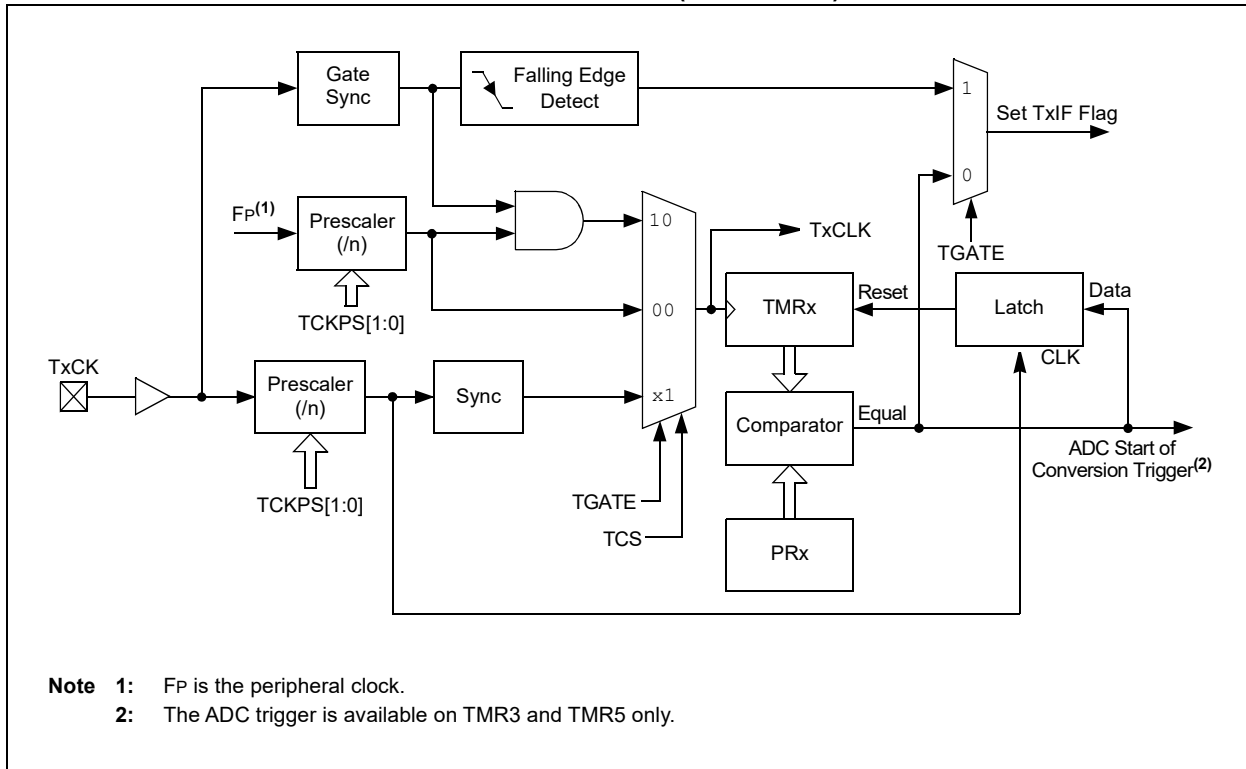 Gate
Sync
Falling Edge
Detect
1
Set TxIF Flag
0
FP(1)
Prescaler
(/n)
10
TxCLK
TGATE
TCKPS[1:0]
00
TMRx
Reset
Latch
Data
CLK
TxCK
Prescaler
(/n)
Sync
x1
Comparator
Equal
ADC Start of
Conversion Trigger(2)
TCKPS[1:0]
TGATE
TCS
PRx
Note 1: FP is the peripheral clock.
2: The ADC trigger is available on TMR3 and TMR5 only.